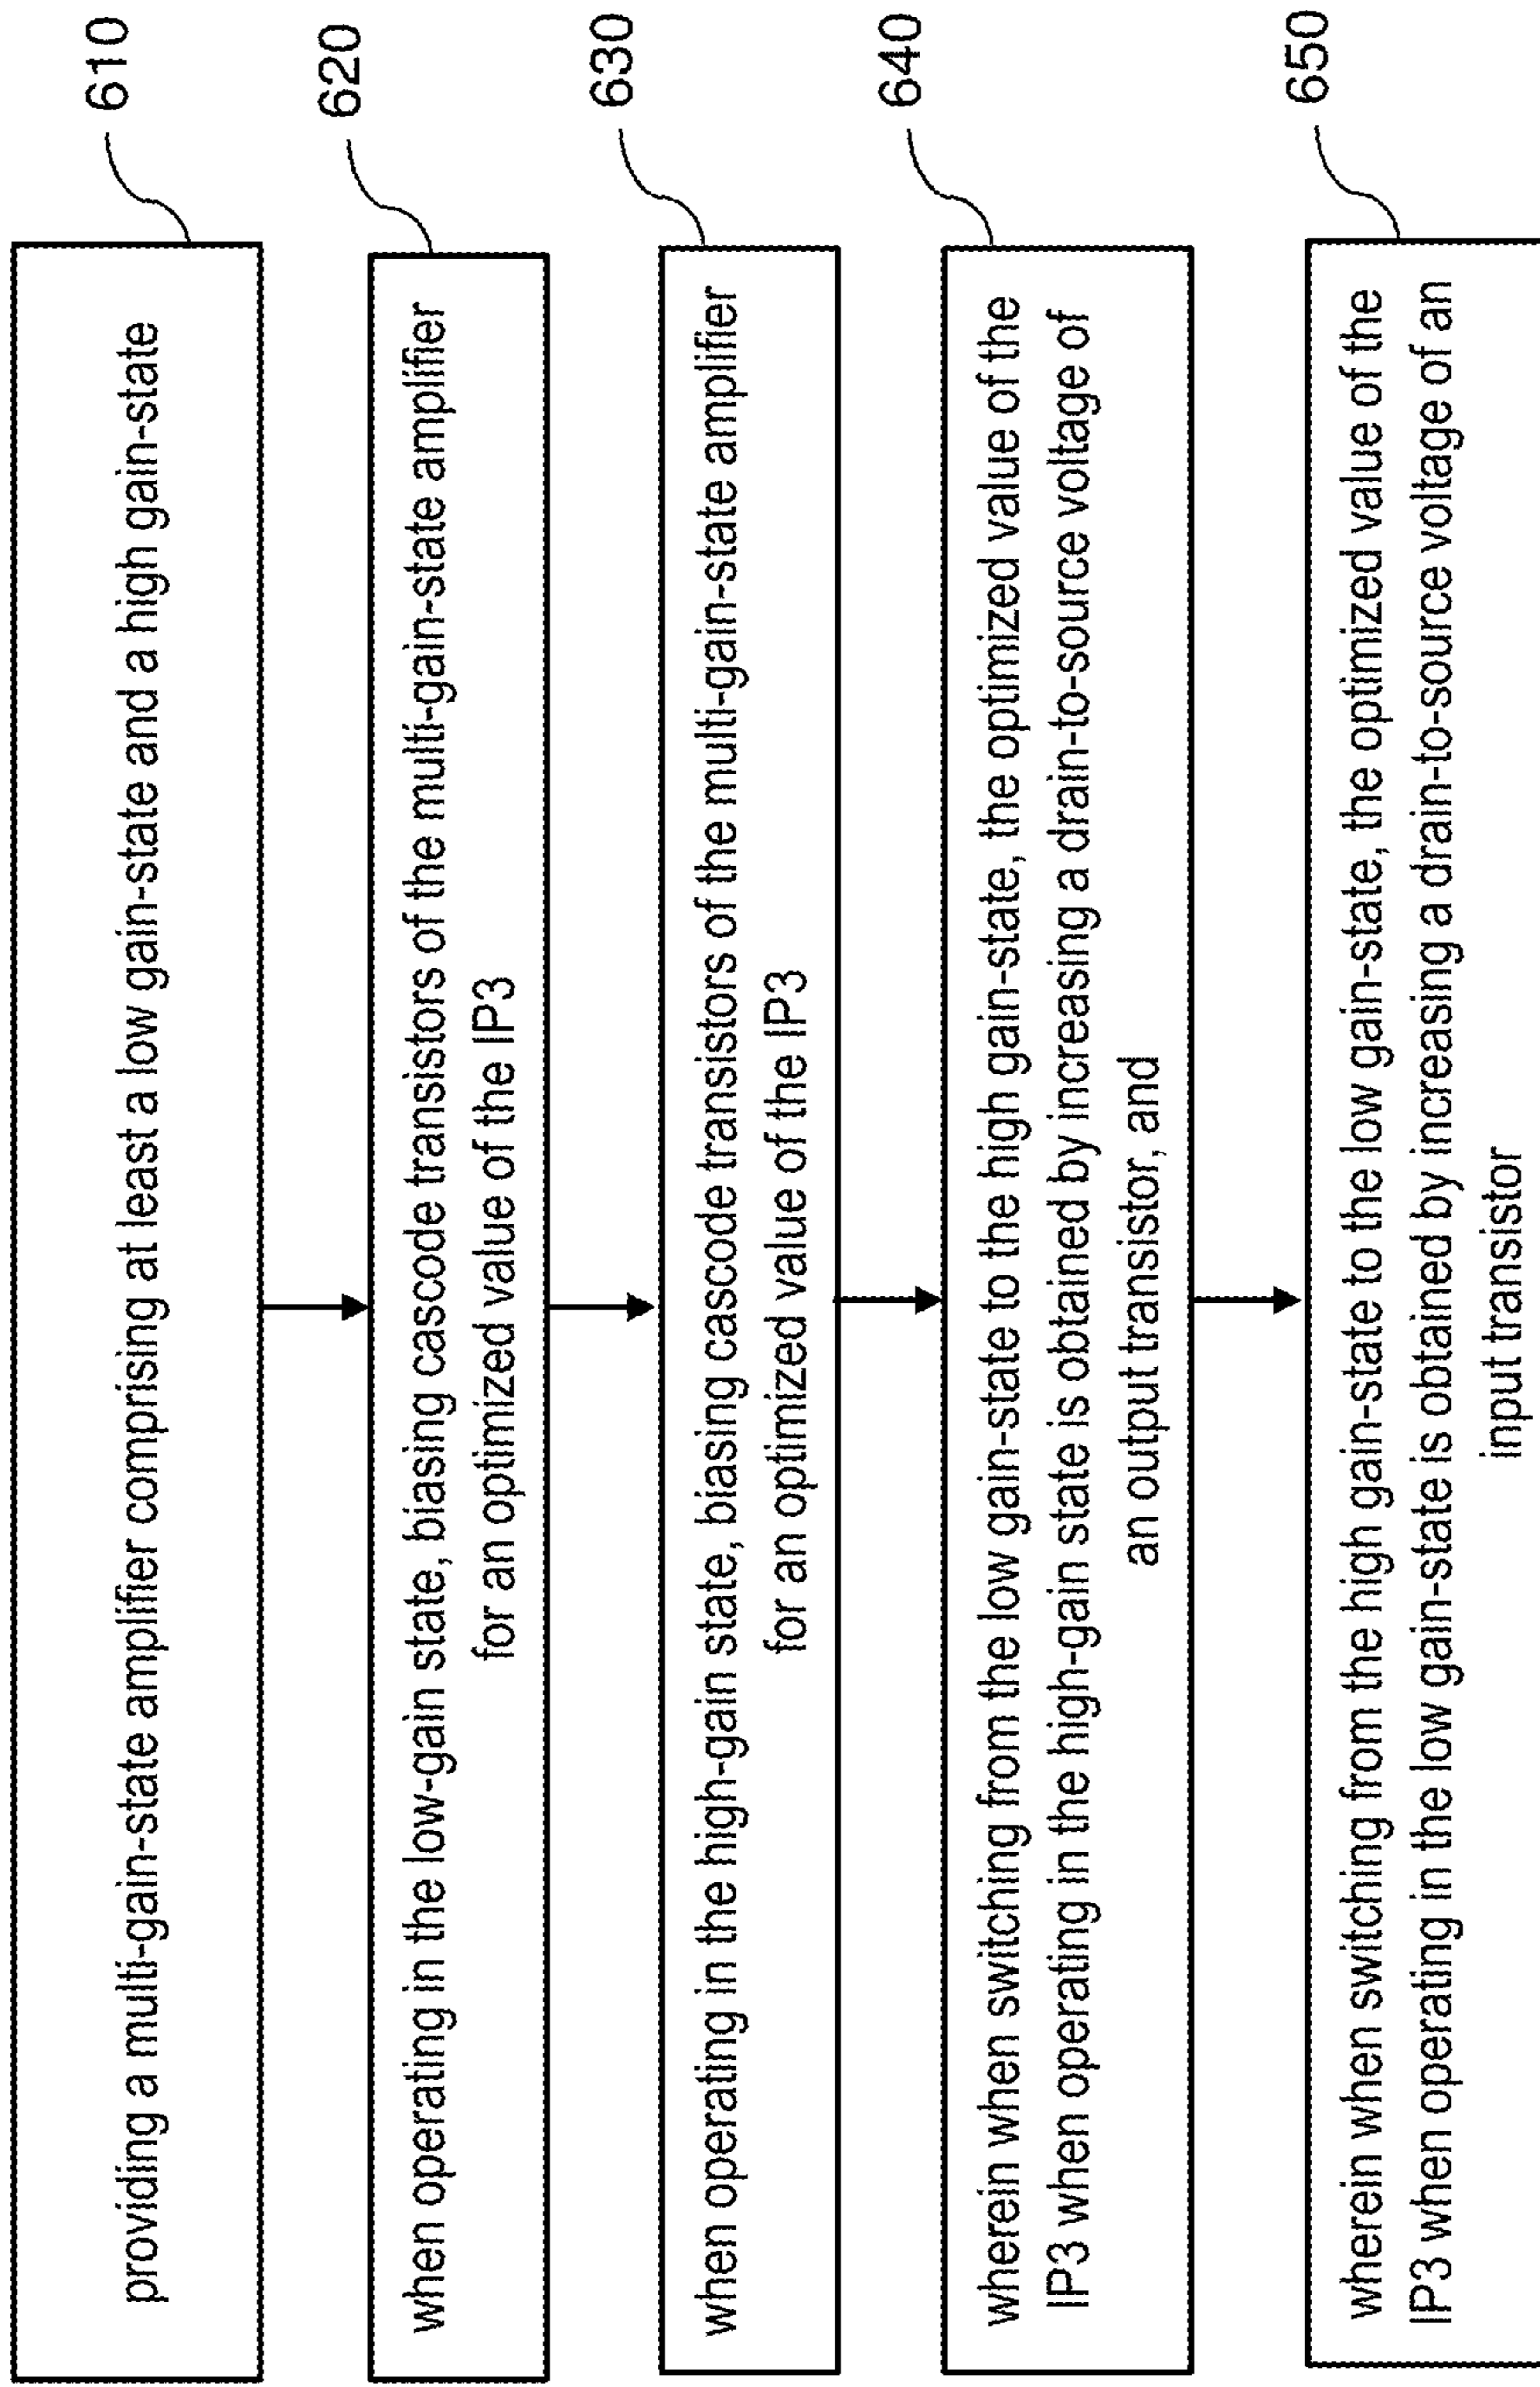 610
providing a multi-gain-state amplifier comprising at least a low gain-state and a high gain-state
620
when operating in the low-gain state, biasing cascode transistors of the multi-gain-state amplifier
for an optimized value of the IP3
630
when operating in the high-gain state, biasing cascode transistors of the multi-gain-state amplifier
for an optimized value of the IP3
640
wherein when switching from the low gain-state to the high gain-state, the optimized value of the
IP3 when operating in the high-gain state is obtained by increasing a drain-to-source voltage of
an output transistor, and
650
wherein when switching from the high gain-state to the low gain-state, the optimized value of the
IP3 when operating in the low gain-state is obtained by increasing a drain-to-source voltage of an
input transistor